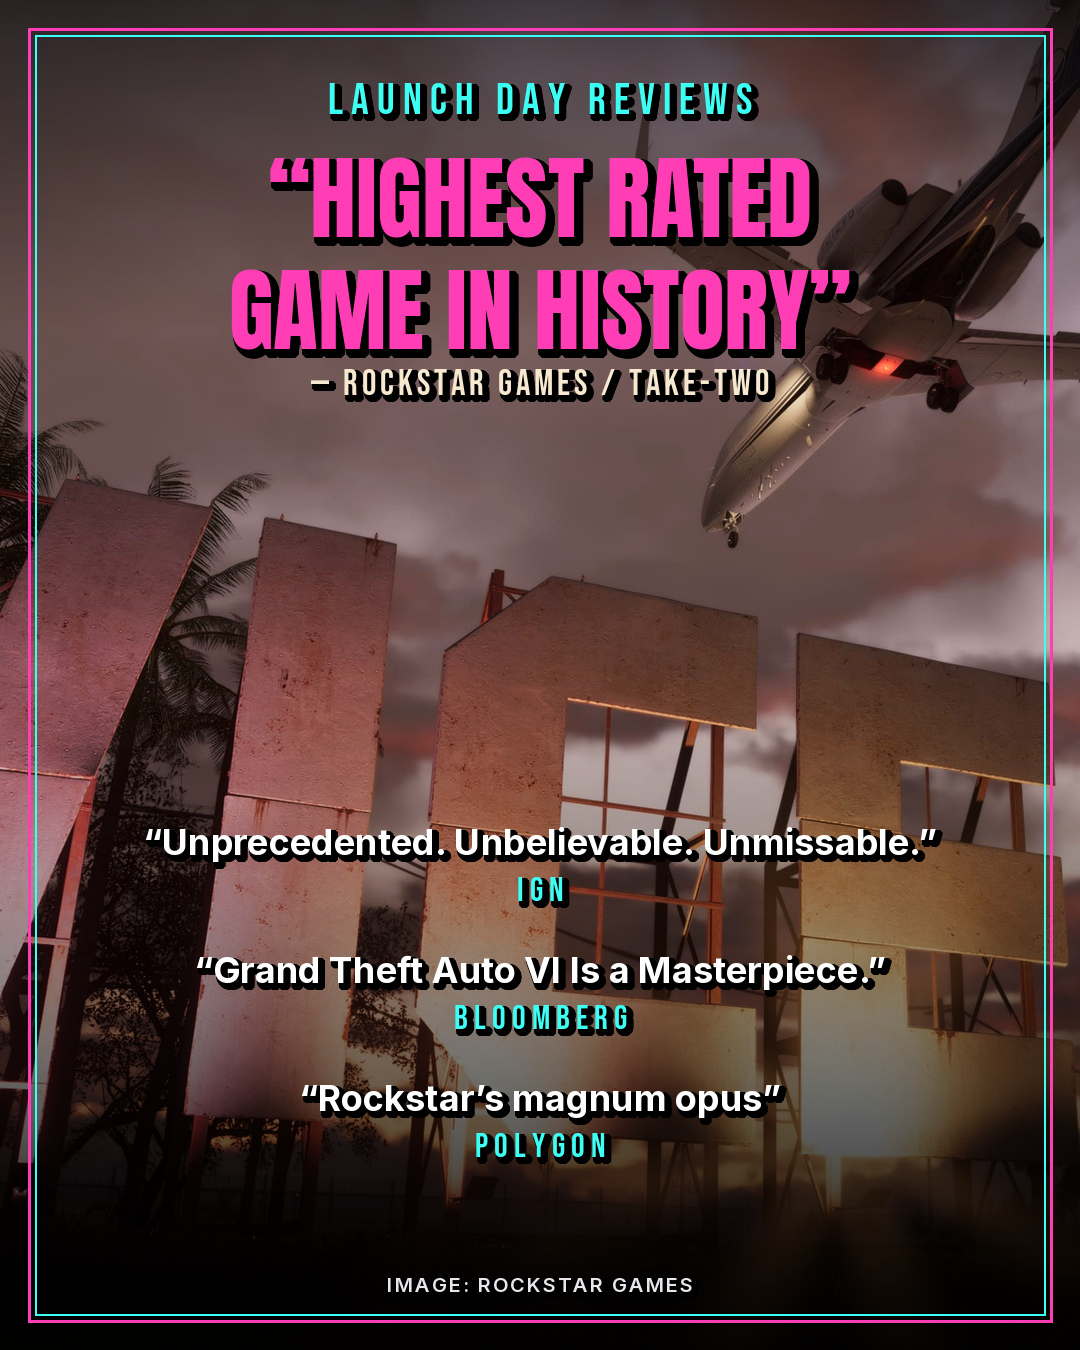 LAUNCH DAY REVIEWS
“HIGHEST RATED
GAME IN HISTORY”
– ROCKSTAR GAMES / TAKE-TWO
“Unprecedented. Unbelievable. Unmissable.”
IGN
“Grand Theft Auto VI Is a Masterpiece.”
BLOOMBERG
“Rockstar’s magnum opus”
POLYGON
IMAGE: ROCKSTAR GAMES